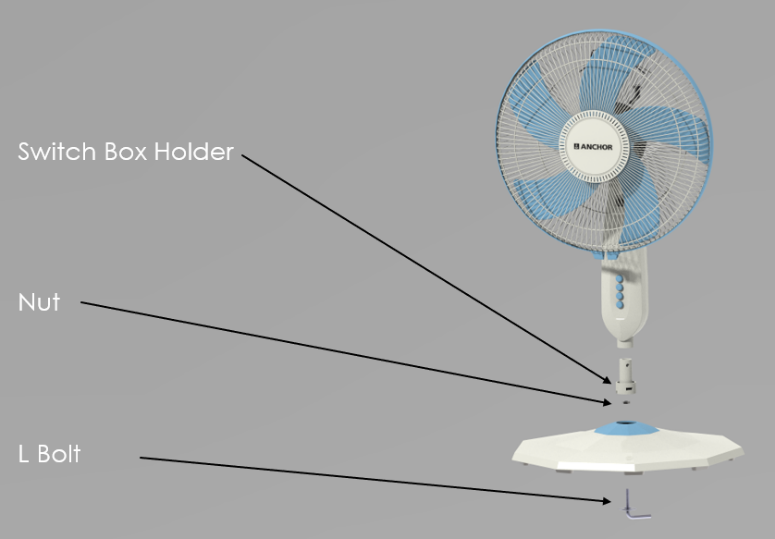 Switch Box Holder
ANCHOR
Nut
L Bolt